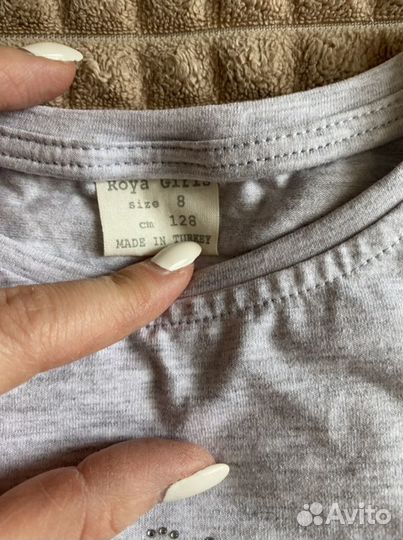 Roya Girls
size 8
cm 128
MADE IN TURKEY
Avito